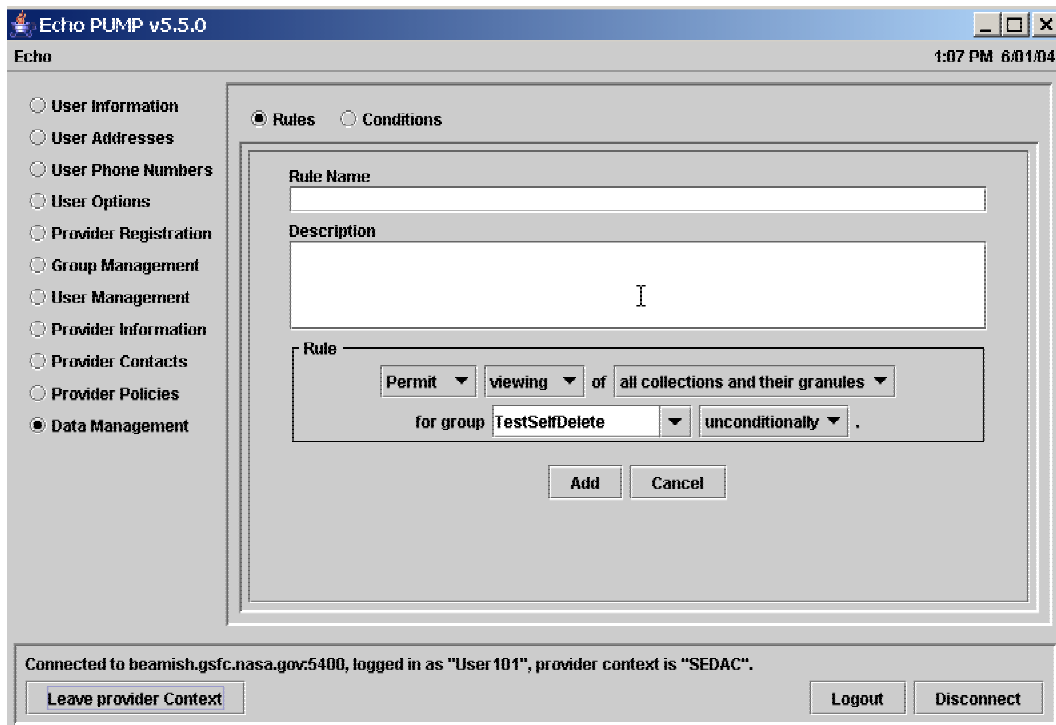 Echo PUMP v5.5.0
Echo 1:07 PM 6/01/04
User Information
User Addresses
User Phone Numbers
User Options
Provider Registration
Group Management
User Management
Provider Information
Provider Contacts
Provider Policies
Data Management
Rules Conditions
Rule Name
Description
Rule
Permit viewing of all collections and their granules
for group TestSelfDelete unconditionally .
Add Cancel
Connected to beamish.gsfc.nasa.gov:5400, logged in as "User101", provider context is "SEDAC".
Leave provider Context Logout Disconnect